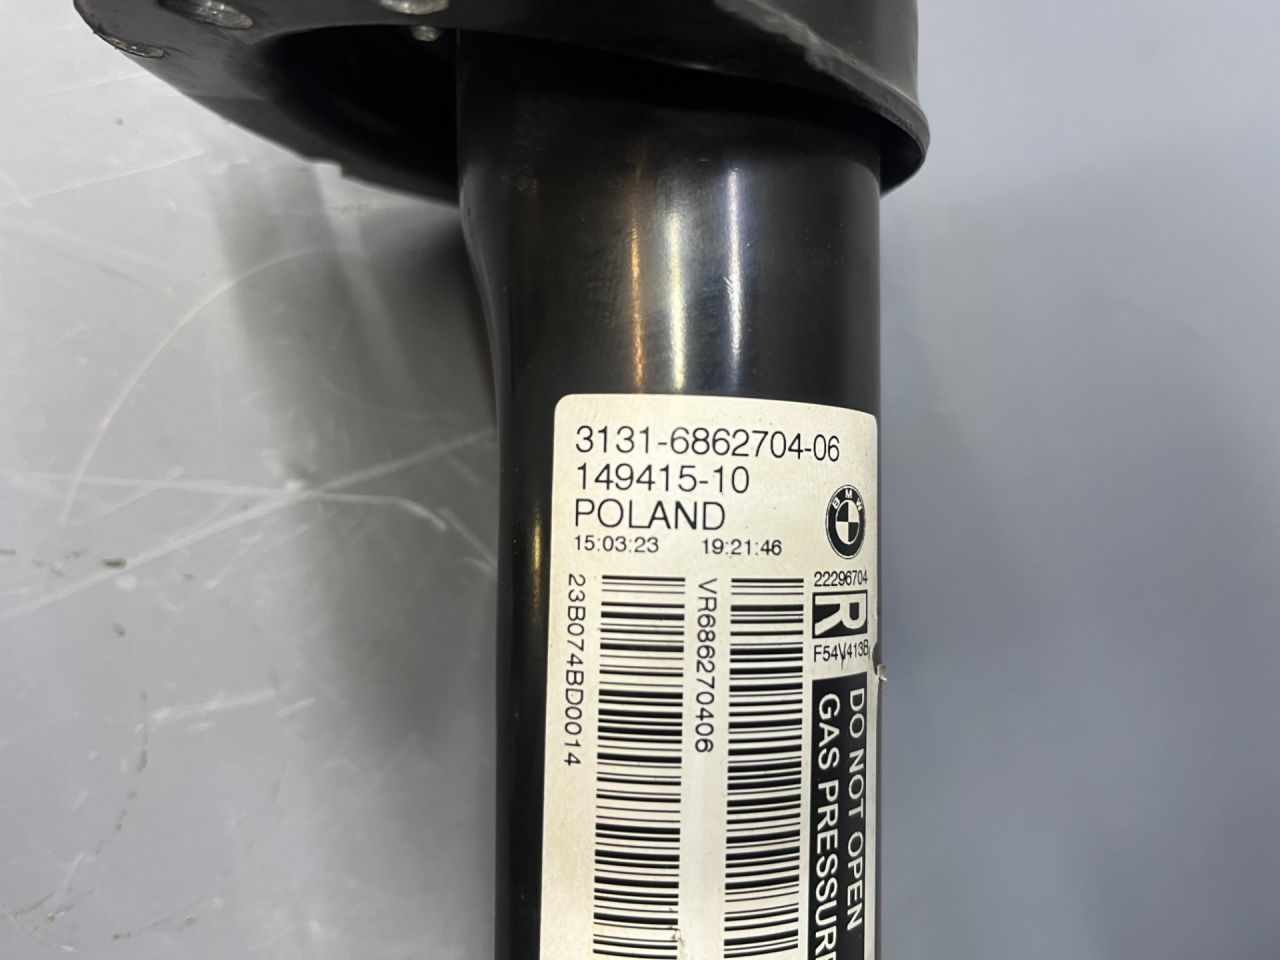 3131-6862704-06
149415-10
POLAND
15:03:23 19:21:46
BMW
22296704
R
F54V413B
23B074BD0014
VR686270406
DO NOT OPEN
GAS PRESSURE